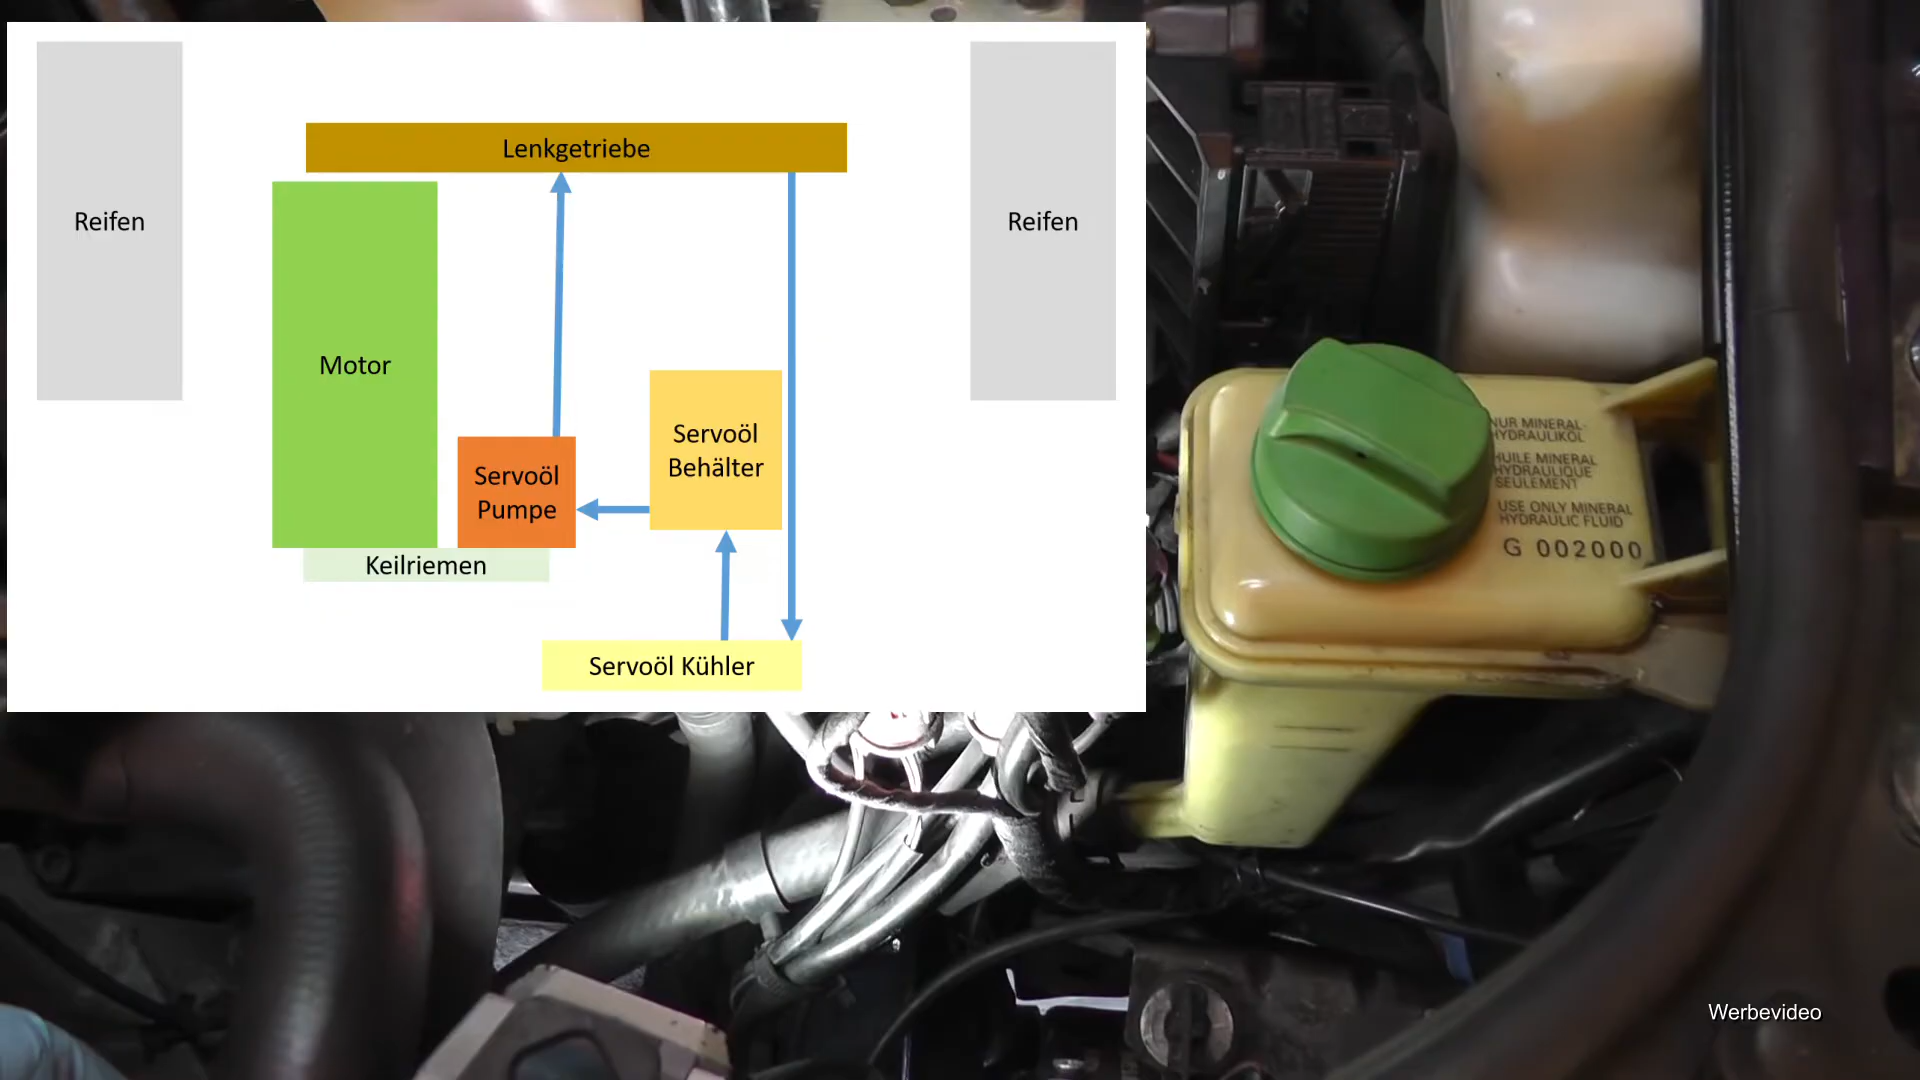 Reifen
Lenkgetriebe
Reifen
Motor
Servoöl
Behälter
Servoöl
Pumpe
Keilriemen
Servoöl Kühler
NUR MINERAL-
HYDRAULIKÖL
HUILE MINERAL
HYDRAULIQUE
SEULEMENT
USE ONLY MINERAL
HYDRAULIC FLUID
G 002000
Werbevideo